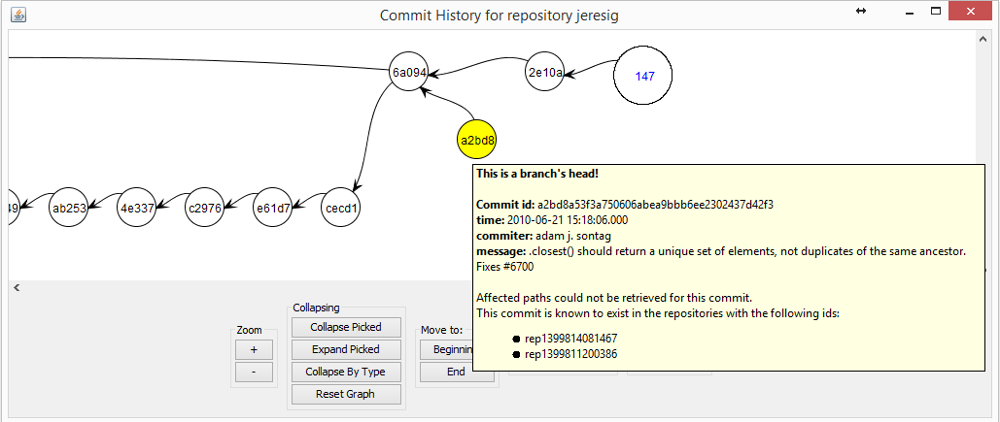 Commit History for repository jeresig
6a094
2e10a
147
a2bd8
49
ab253
4e337
c2976
e61d7
cecd1
This is a branch's head!
Commit id: a2bd8a53f3a750606abea9bbb6ee2302437d42f3
time: 2010-06-21 15:18:06.000
commiter: adam j. sontag
message: .closest() should return a unique set of elements, not duplicates of the same ancestor.
Fixes #6700
Affected paths could not be retrieved for this commit.
This commit is known to exist in the repositories with the following ids:
rep1399814081467
rep1399811200386
Zoom
+
-
Collapsing
Collapse Picked
Expand Picked
Collapse By Type
Reset Graph
Move to:
Beginnin
End